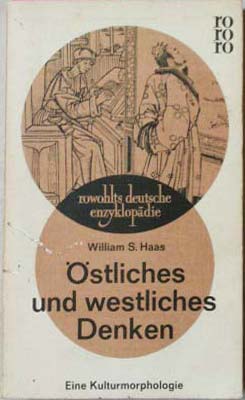 ro
ro
ro
rowohlts deutsche
enzyklopädie
William S. Haas
Östliches
und westliches
Denken
Eine Kulturmorphologie